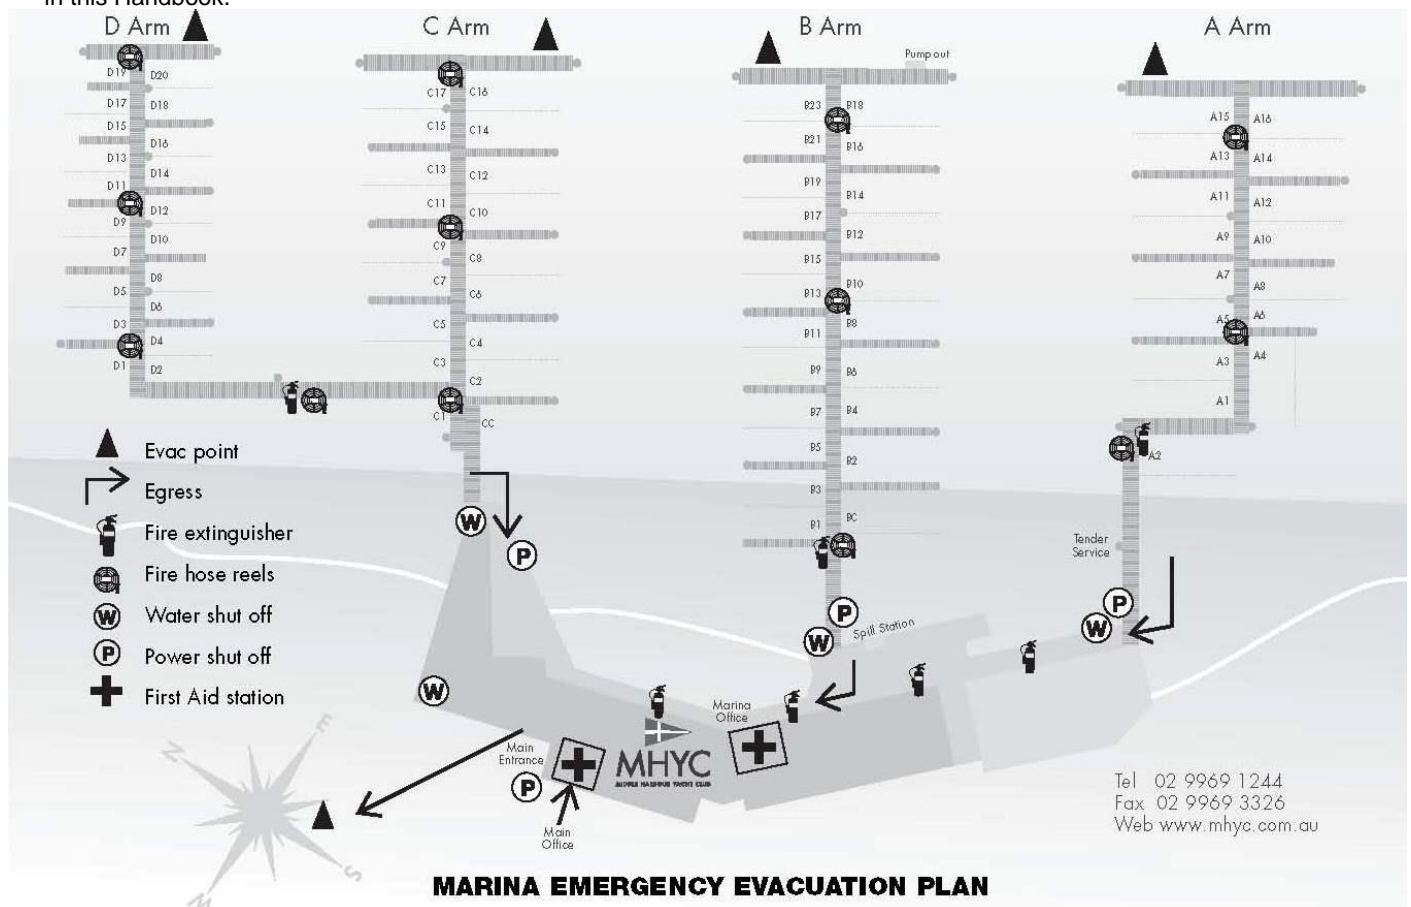 in this Handbook.
D Arm
C Arm
B Arm
A Arm
Pump out
D19 D20
D17 D18
D15 D16
D13 D14
D11 D12
D9 D10
D7 D8
D5 D6
D3 D4
D1 D2
C17 C16
C15 C14
C13 C12
C11 C10
C9 C8
C7 C6
C5 C4
C3 C2
C1 CC
B23 B18
B21 B16
B19 B14
B17 B12
B15 B10
B13 B8
B11 B6
B9 B4
B7 B2
B5 BC
B3
B1
A15 A16
A13 A14
A11 A12
A9 A10
A7 A8
A5 A6
A3 A4
A1
A2
Evac point
Egress
Fire extinguisher
Fire hose reels
W Water shut off
P Power shut off
First Aid station
W
P
W
P
W
P
W
Tender
Service
Spill Station
Marina
Office
Main
Entrance
P
Main
Office
MHYC
MIDDLE HARBOUR YACHT CLUB
N
E
S
W
Tel 02 9969 1244
Fax 02 9969 3326
Web www.mhyc.com.au
MARINA EMERGENCY EVACUATION PLAN